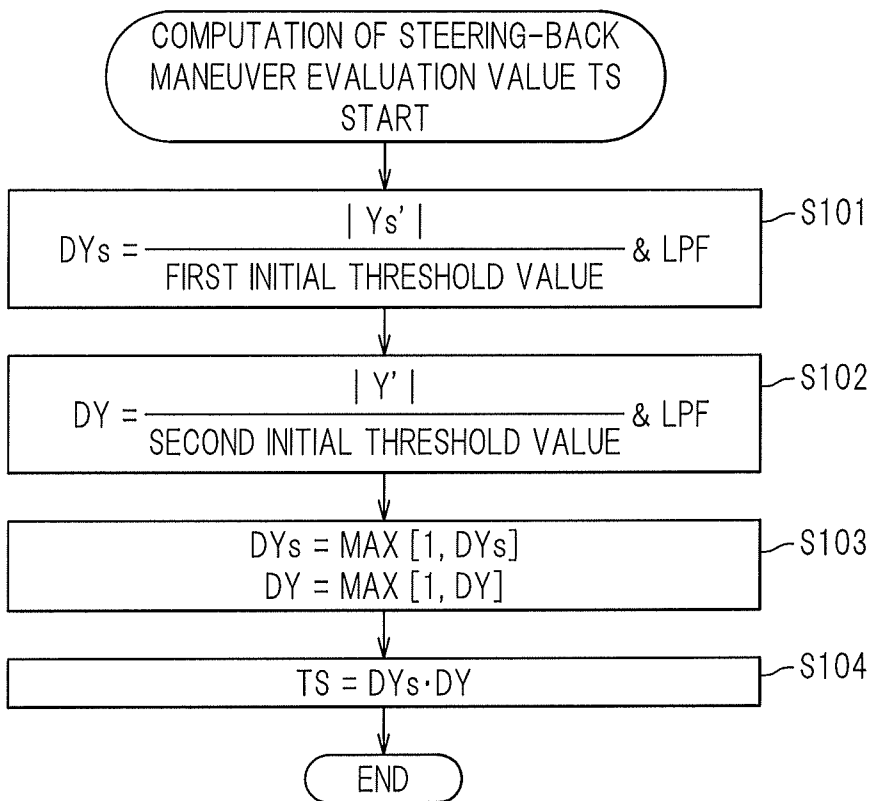 COMPUTATION OF STEERING-BACK
MANEUVER EVALUATION VALUE TS
START
DYs = | Ys' | / FIRST INITIAL THRESHOLD VALUE & LPF
S101
DY = | Y' | / SECOND INITIAL THRESHOLD VALUE & LPF
S102
DYs = MAX [1, DYs]
DY = MAX [1, DY]
S103
TS = DYs·DY
S104
END